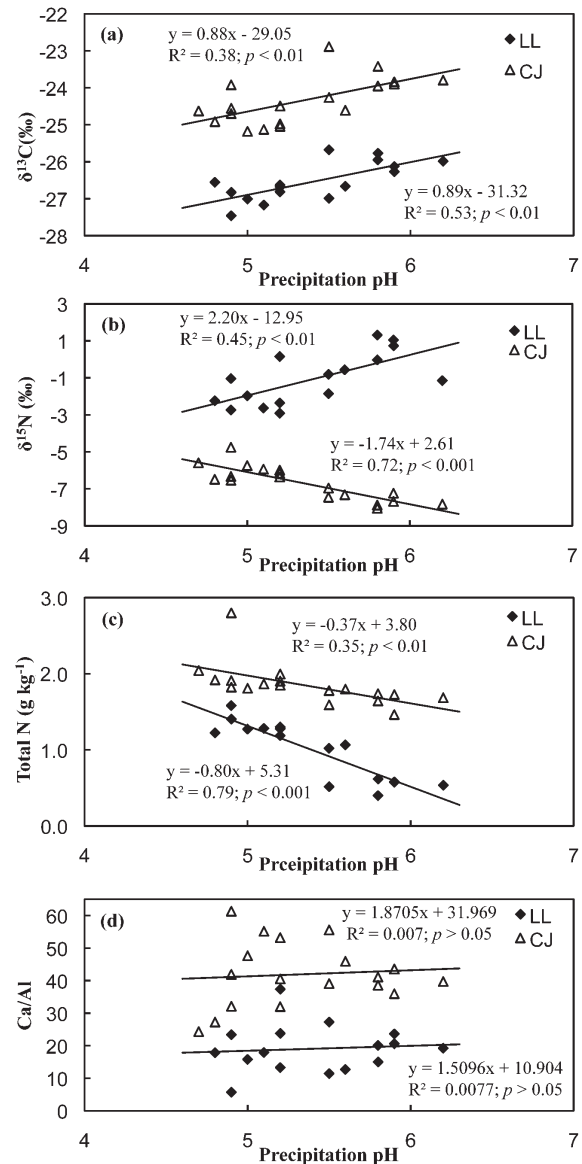 (a)
y = 0.88x - 29.05
R² = 0.38; p < 0.01
LL
CJ
-22
-23
-24
-25
-26
-27
-28
δ¹³C(‰)
y = 0.89x - 31.32
R² = 0.53; p < 0.01
4 5 6 7
Precipitation pH
(b)
y = 2.20x - 12.95
R² = 0.45; p < 0.01
LL
CJ
3
1
-1
-3
-5
-7
-9
δ¹⁵N (‰)
y = -1.74x + 2.61
R² = 0.72; p < 0.001
4 5 6 7
Precipitation pH
(c)
y = -0.37x + 3.80
R² = 0.35; p < 0.01
LL
CJ
3.0
2.0
1.0
0.0
Total N (g kg⁻¹)
y = -0.80x + 5.31
R² = 0.79; p < 0.001
4 5 6 7
Prceipitation pH
(d)
y = 1.8705x + 31.969
R² = 0.007; p > 0.05
LL
CJ
60
50
40
30
20
10
0
Ca/Al
y = 1.5096x + 10.904
R² = 0.0077; p > 0.05
4 5 6 7
Precipitation pH